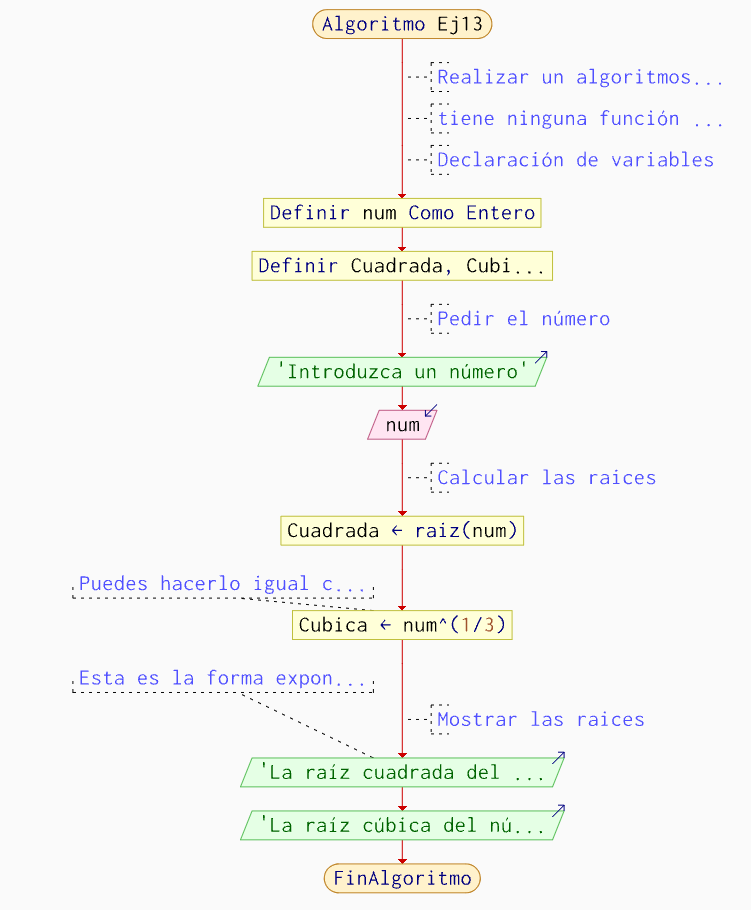 Algoritmo Ej13
Realizar un algoritmos...
tiene ninguna función ...
Declaración de variables
Definir num Como Entero
Definir Cuadrada, Cubi...
Pedir el número
'Introduzca un número'
num
Calcular las raices
Cuadrada ← raiz(num)
Puedes hacerlo igual c...
Cubica ← num^(1/3)
Esta es la forma expon...
Mostrar las raices
'La raíz cuadrada del ...
'La raíz cúbica del nú...
FinAlgoritmo